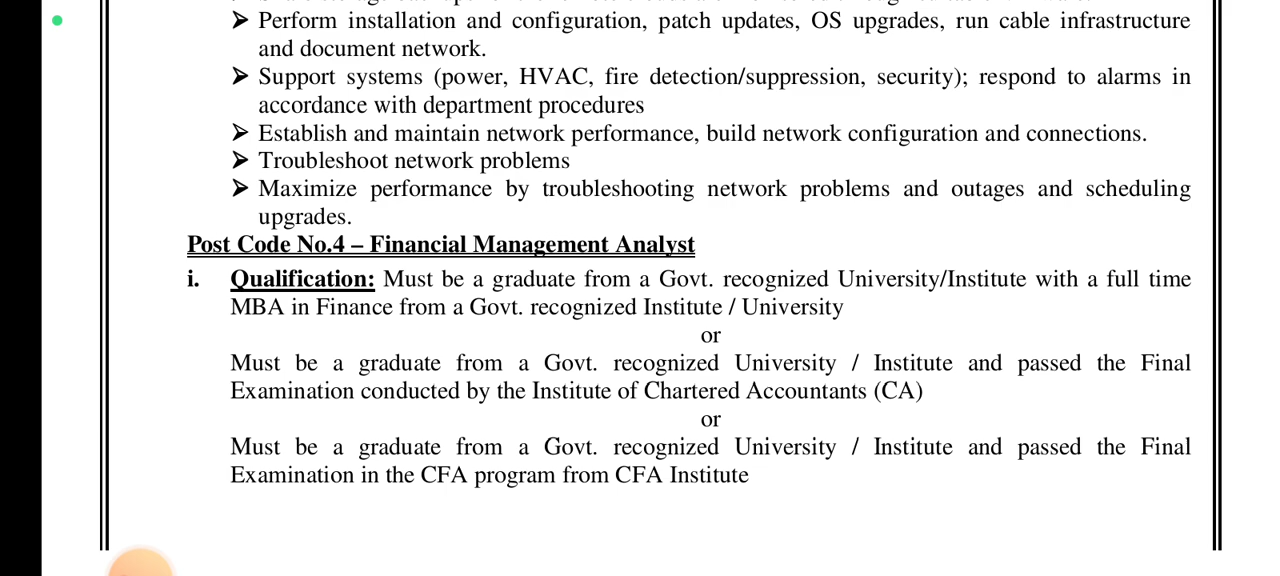 ➤ Perform installation and configuration, patch updates, OS upgrades, run cable infrastructure
and document network.
➤ Support systems (power, HVAC, fire detection/suppression, security); respond to alarms in
accordance with department procedures
➤ Establish and maintain network performance, build network configuration and connections.
➤ Troubleshoot network problems
➤ Maximize performance by troubleshooting network problems and outages and scheduling
upgrades.
Post Code No.4 – Financial Management Analyst
i. Qualification: Must be a graduate from a Govt. recognized University/Institute with a full time
MBA in Finance from a Govt. recognized Institute / University
or
Must be a graduate from a Govt. recognized University / Institute and passed the Final
Examination conducted by the Institute of Chartered Accountants (CA)
or
Must be a graduate from a Govt. recognized University / Institute and passed the Final
Examination in the CFA program from CFA Institute